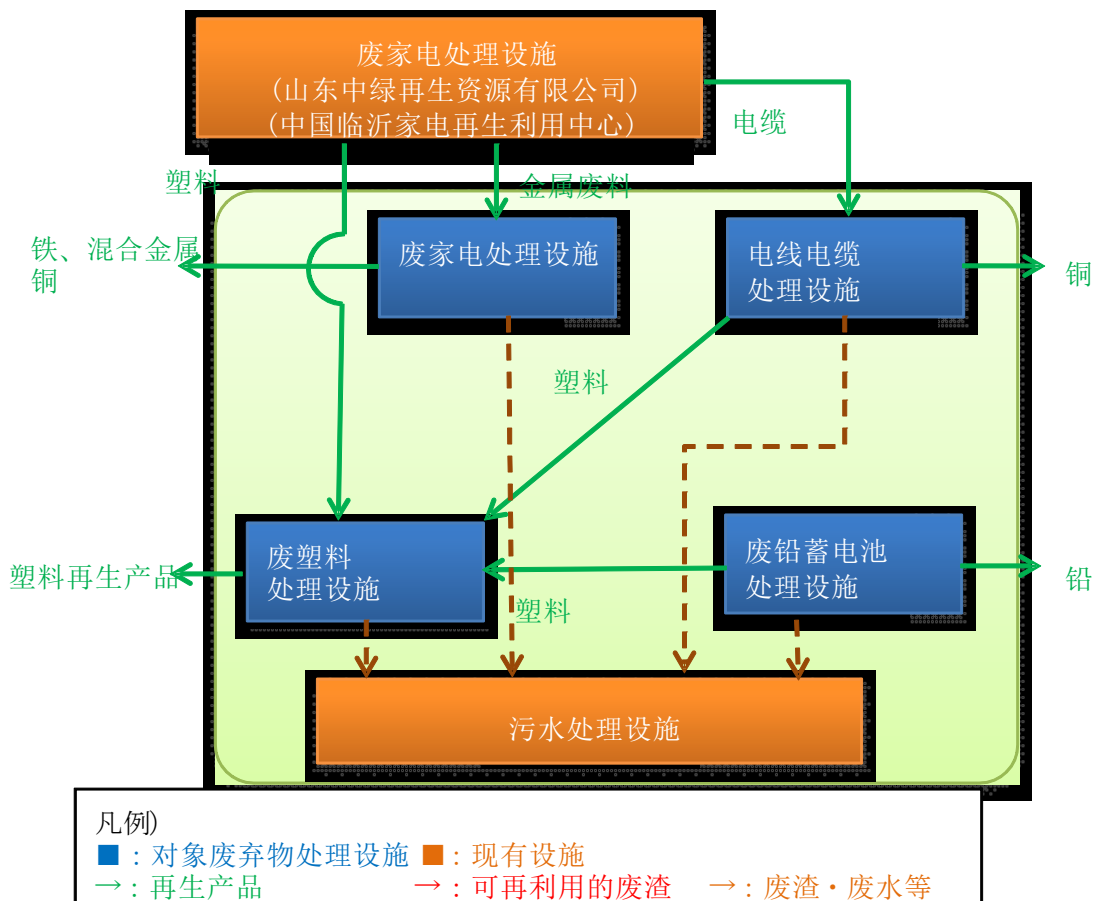 废家电处理设施
(山东中绿再生资源有限公司)
(中国临沂家电再生利用中心)
电缆
塑料
金属废料
铁、混合金属
铜
废家电处理设施
电线电缆
处理设施
铜
塑料
废塑料
处理设施
废铅蓄电池
处理设施
塑料再生产品
塑料
铅
污水处理设施
凡例)
■：对象废弃物处理设施 ■：现有设施
→：再生产品 →：可再利用的废渣 →：废渣・废水等